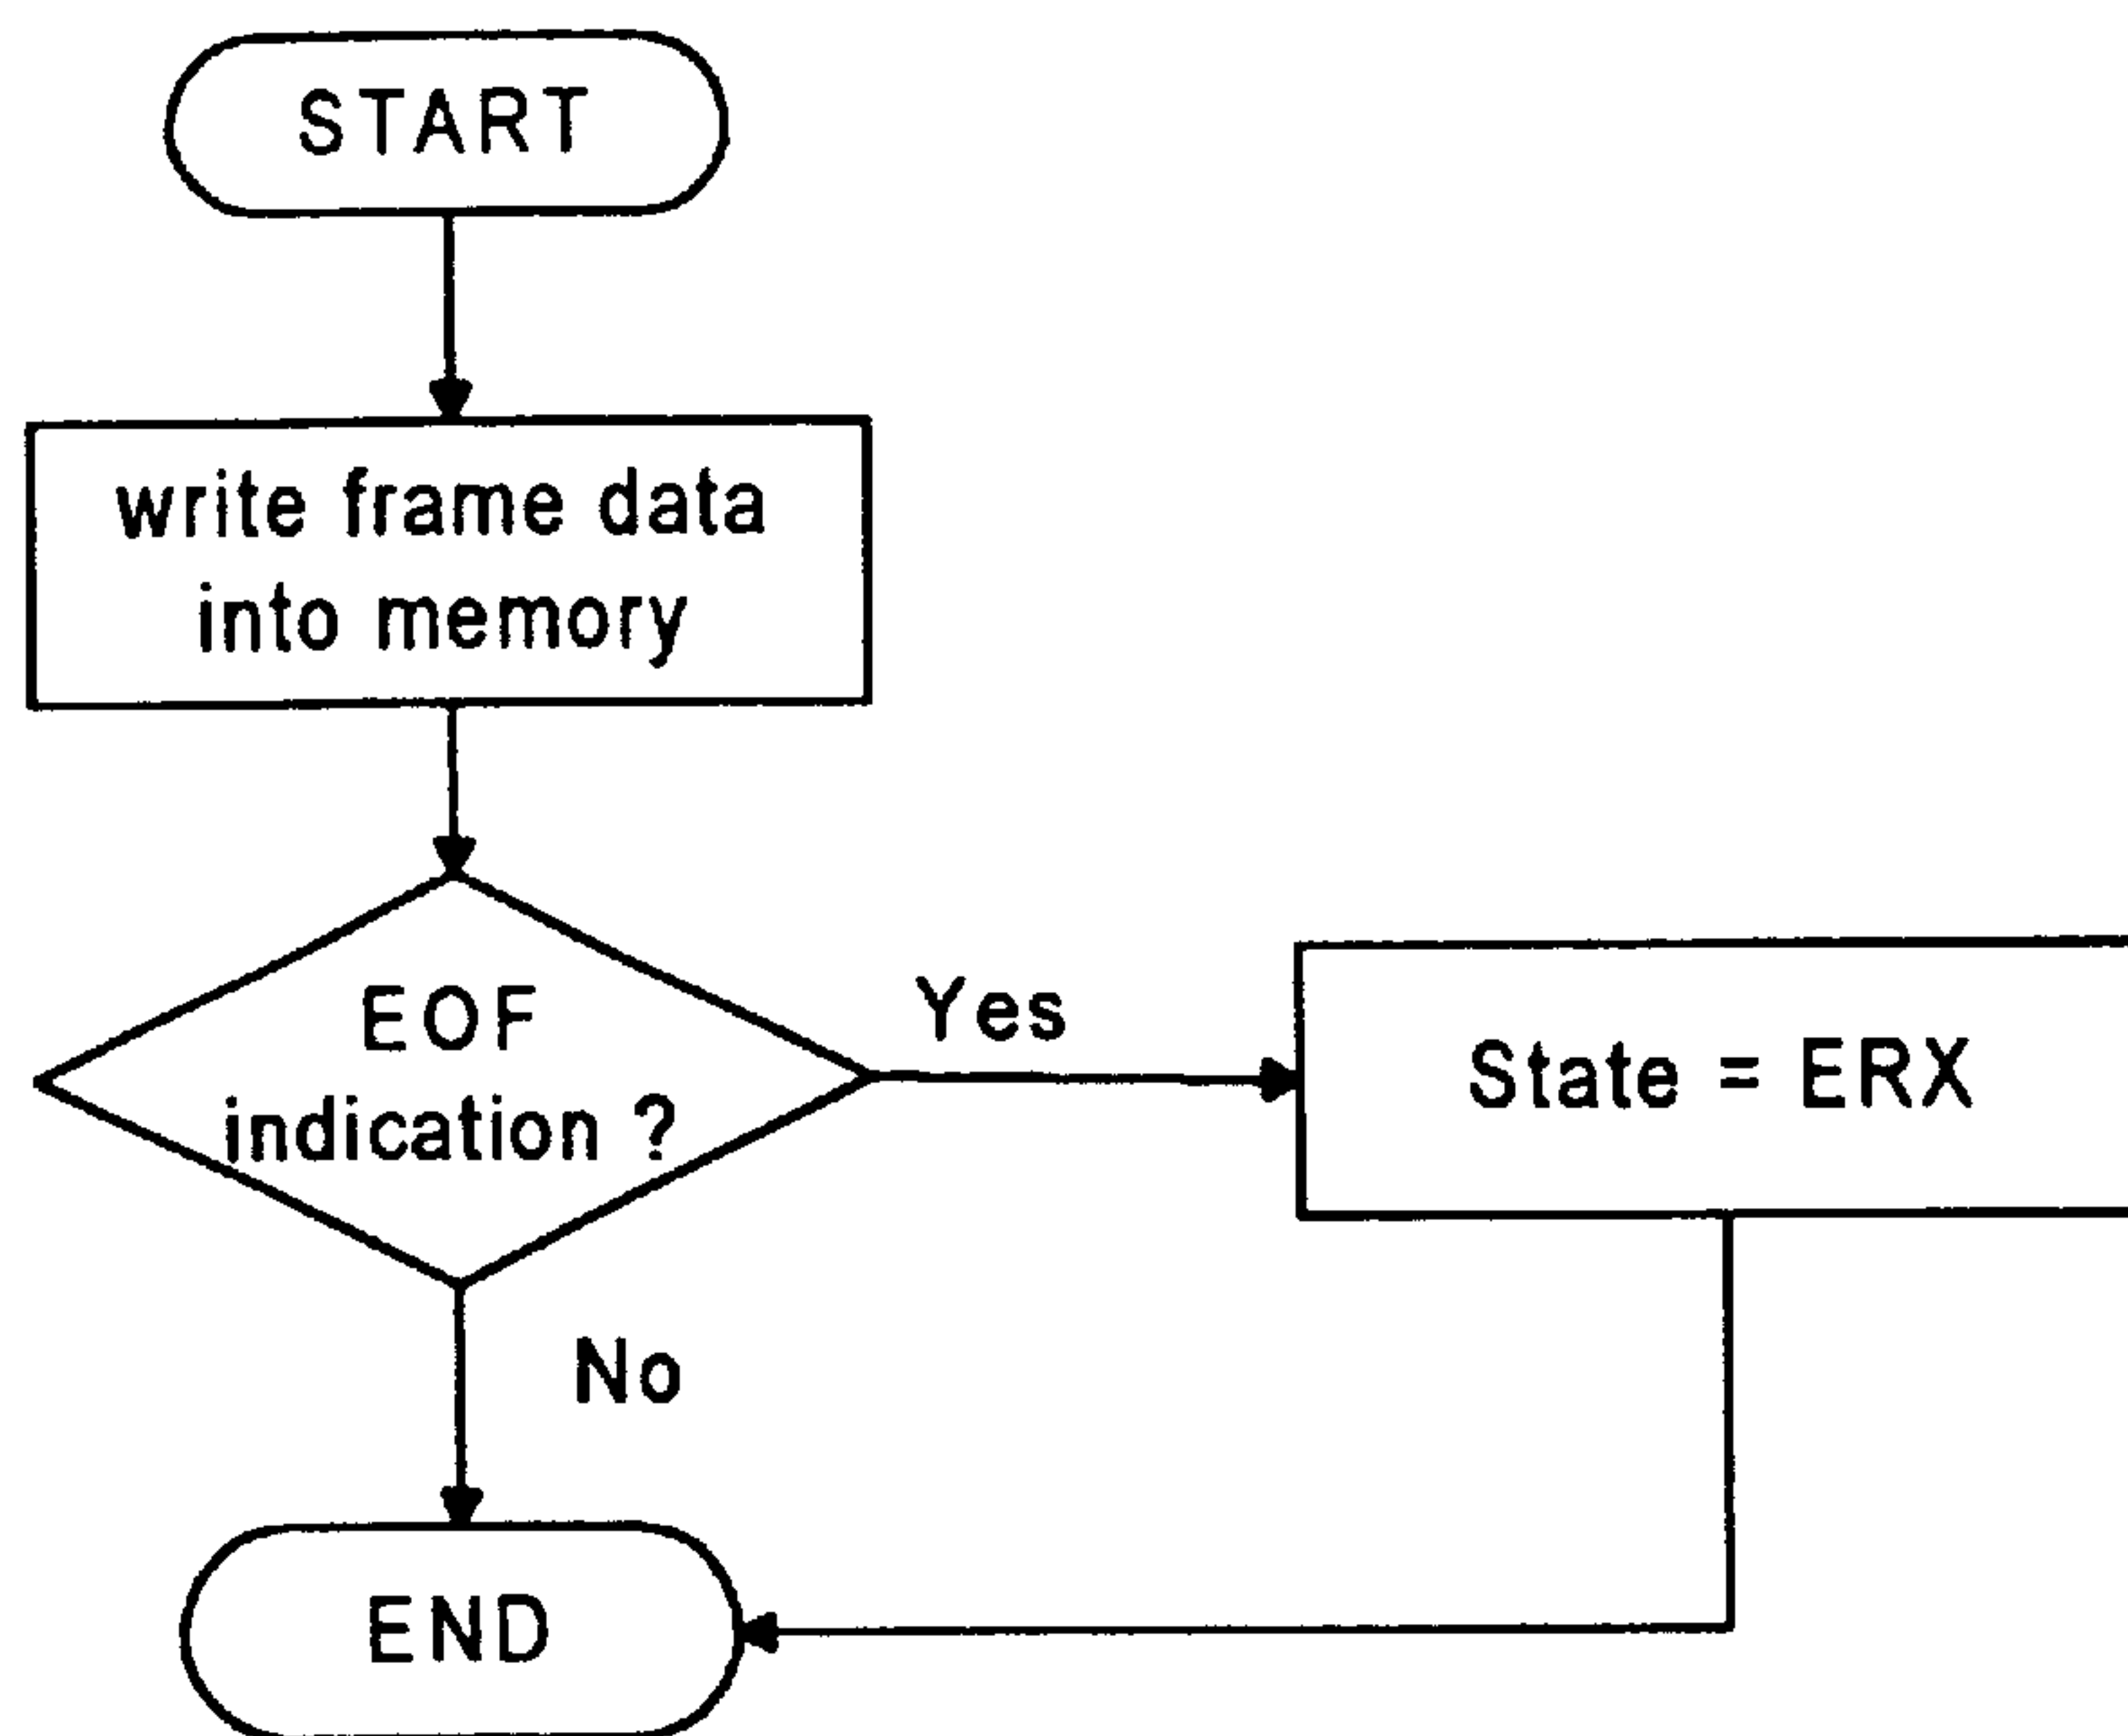 START
write frame data
into memory
EOF
indication ?
Yes
State = ERX
No
END